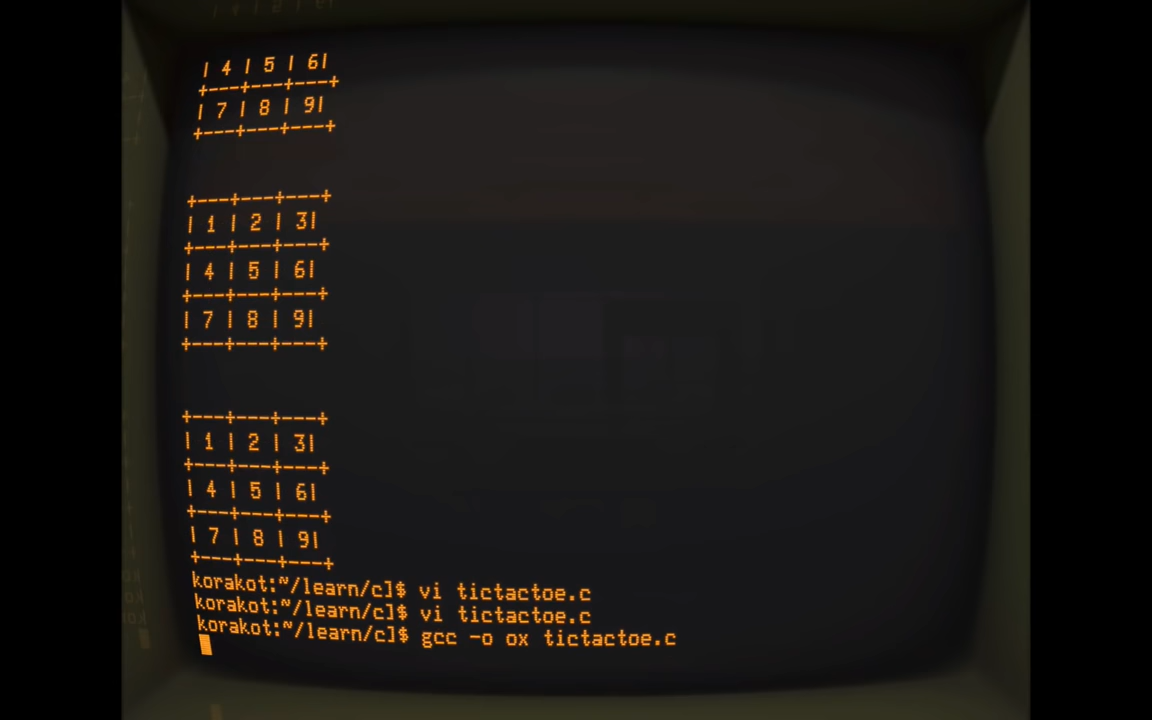 | 4 | 5 | 6|
+---+---+---+
| 7 | 8 | 9|
+---+---+---+
+---+---+---+
| 1 | 2 | 3|
+---+---+---+
| 4 | 5 | 6|
+---+---+---+
| 7 | 8 | 9|
+---+---+---+
+---+---+---+
| 1 | 2 | 3|
+---+---+---+
| 4 | 5 | 6|
+---+---+---+
| 7 | 8 | 9|
+---+---+---+
korakot:~/learn/c]$ vi tictactoe.c
korakot:~/learn/c]$ vi tictactoe.c
korakot:~/learn/c]$ gcc -o ox tictactoe.c